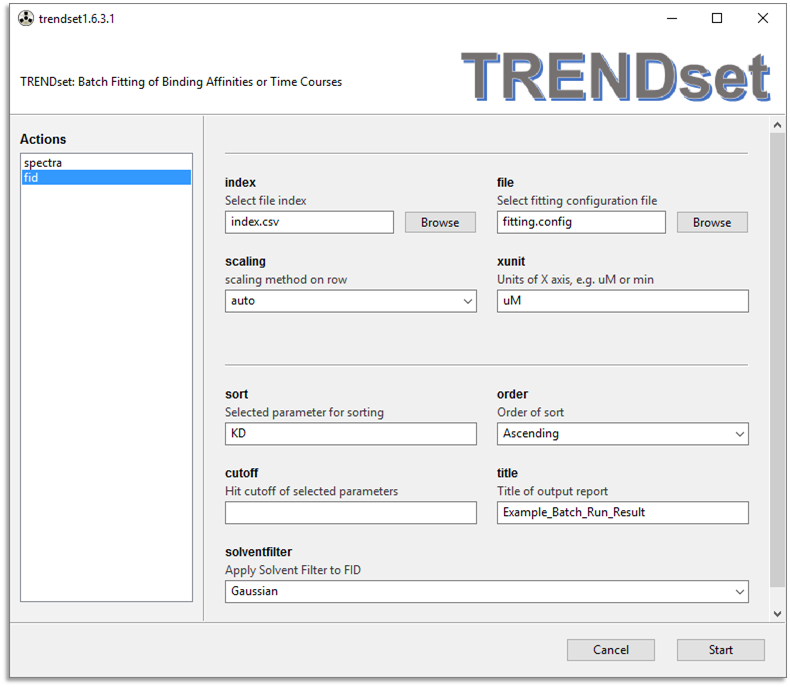 trendset1.6.3.1
TRENDset: Batch Fitting of Binding Affinities or Time Courses
TRENDset
Actions
spectra
fid
index
file
Select file index
Select fitting configuration file
index.csv
Browse
fitting.config
Browse
scaling
xunit
scaling method on row
Units of X axis, e.g. uM or min
auto
uM
sort
order
Selected parameter for sorting
Order of sort
KD
Ascending
cutoff
title
Hit cutoff of selected parameters
Title of output report
Example_Batch_Run_Result
solventfilter
Apply Solvent Filter to FID
Gaussian
Cancel
Start